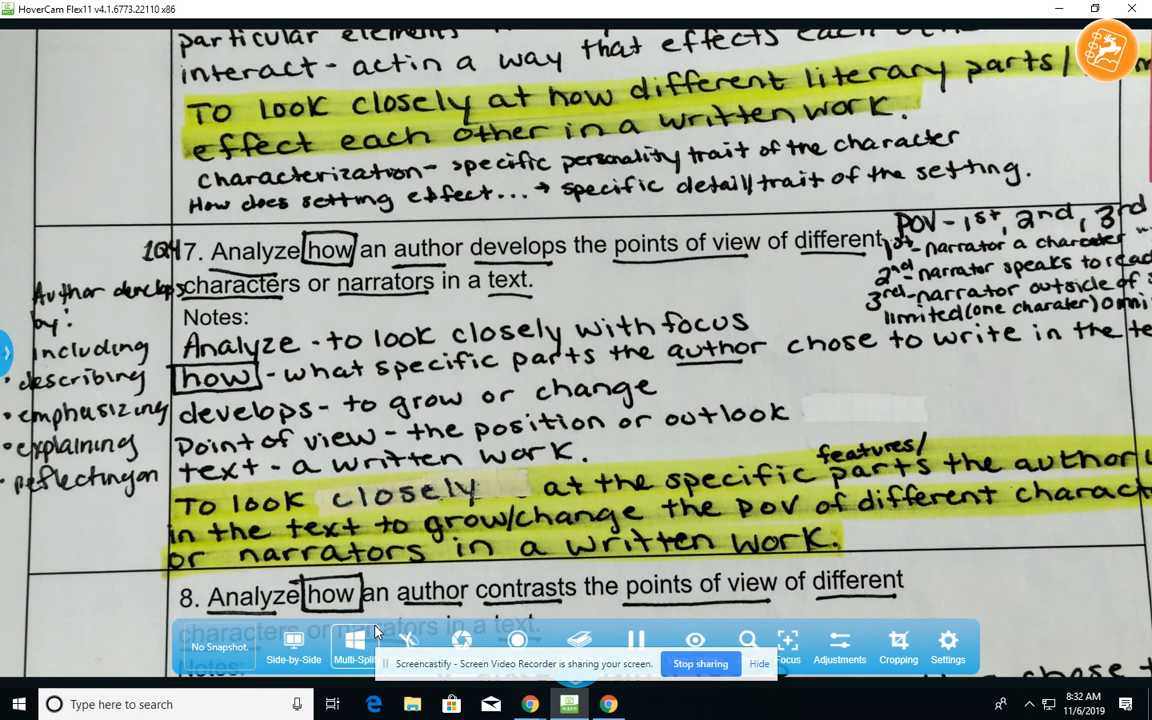 HoverCam Flex11 v4.1.6773.22110 x86
particular elements
interact - act in a way that effects each
To look closely at how different literary parts/
effect each other in a written work.
characterization - specific personality trait of the character
How does setting effect... → specific detail/trait of the setting.
POV - 1st, 2nd, 3rd
1Q4 7. Analyze how an author develops the points of view of different
1st - narrator a character
2nd - narrator speaks to
3rd - narrator outside of
limited (one charater)
characters or narrators in a text.
Author develops
by:
including
• describing
• emphasizing
• explaining
• reflecting on
Notes:
Analyze - to look closely with focus
how - what specific parts the author chose to write in the
develops - to grow or change
Point of view - the position or outlook
text - a written work.
features/
To look closely at the specific parts the author
in the text to grow/change the POV of different
or narrators in a written work.
8. Analyze how an author contrasts the points of view of different
characters or narrators in a text.
No Snapshot.
Side-by-Side
Multi-Split
Focus
Adjustments
Cropping
Settings
Screencastify - Screen Video Recorder is sharing your screen.
Stop sharing
Hide
Notes:
Type here to search
8:32 AM
11/6/2019